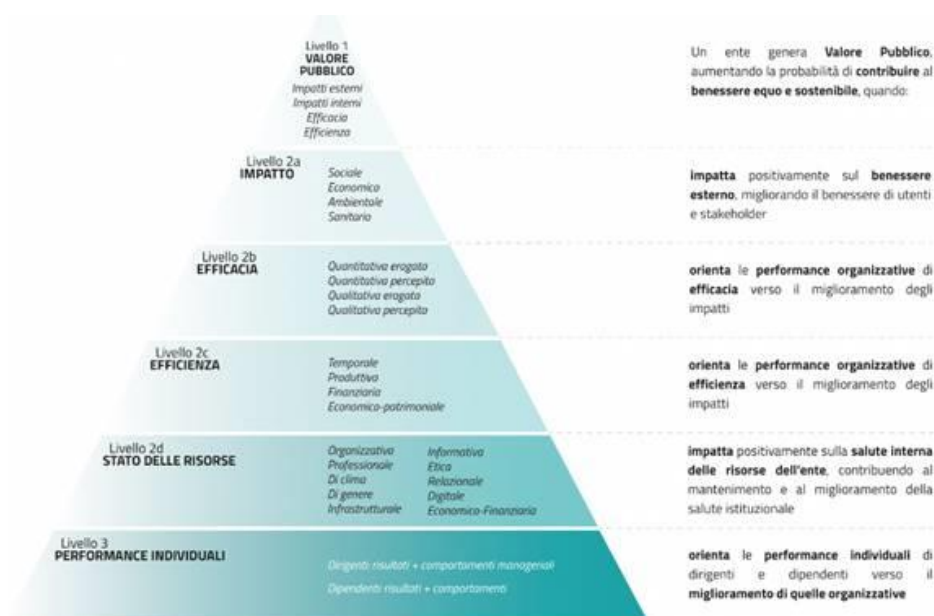 Livello 1
VALORE
PUBBLICO
Impatti esterni
Impatti interni
Efficacia
Efficienza
Un ente genera Valore Pubblico,
aumentando la probabilità di contribuire al
benessere equo e sostenibile, quando:
Livello 2a
IMPATTO
Sociale
Economico
Ambientale
Sanitario
impatta positivamente sul benessere
esterno, migliorando il benessere di utenti
e stakeholder
Livello 2b
EFFICACIA
Quantitativa erogata
Quantitativa percepita
Qualitativa erogata
Qualitativa percepita
orienta le performance organizzative di
efficacia verso il miglioramento degli
impatti
Livello 2c
EFFICIENZA
Temporale
Produttiva
Finanziaria
Economico-patrimoniale
orienta le performance organizzative di
efficienza verso il miglioramento degli
impatti
Livello 2d
STATO DELLE RISORSE
Organizzativa
Professionale
Di clima
Di genere
Infrastrutturale
Informativa
Etica
Relazionale
Digitale
Economico-Finanziaria
impatta positivamente sulla salute interna
delle risorse dell'ente, contribuendo al
mantenimento e al miglioramento della
salute istituzionale
Livello 3
PERFORMANCE INDIVIDUALI
Dirigenti risultati + comportamenti manageriali
Dipendenti risultati + comportamenti
orienta le performance individuali di
dirigenti e dipendenti verso il
miglioramento di quelle organizzative